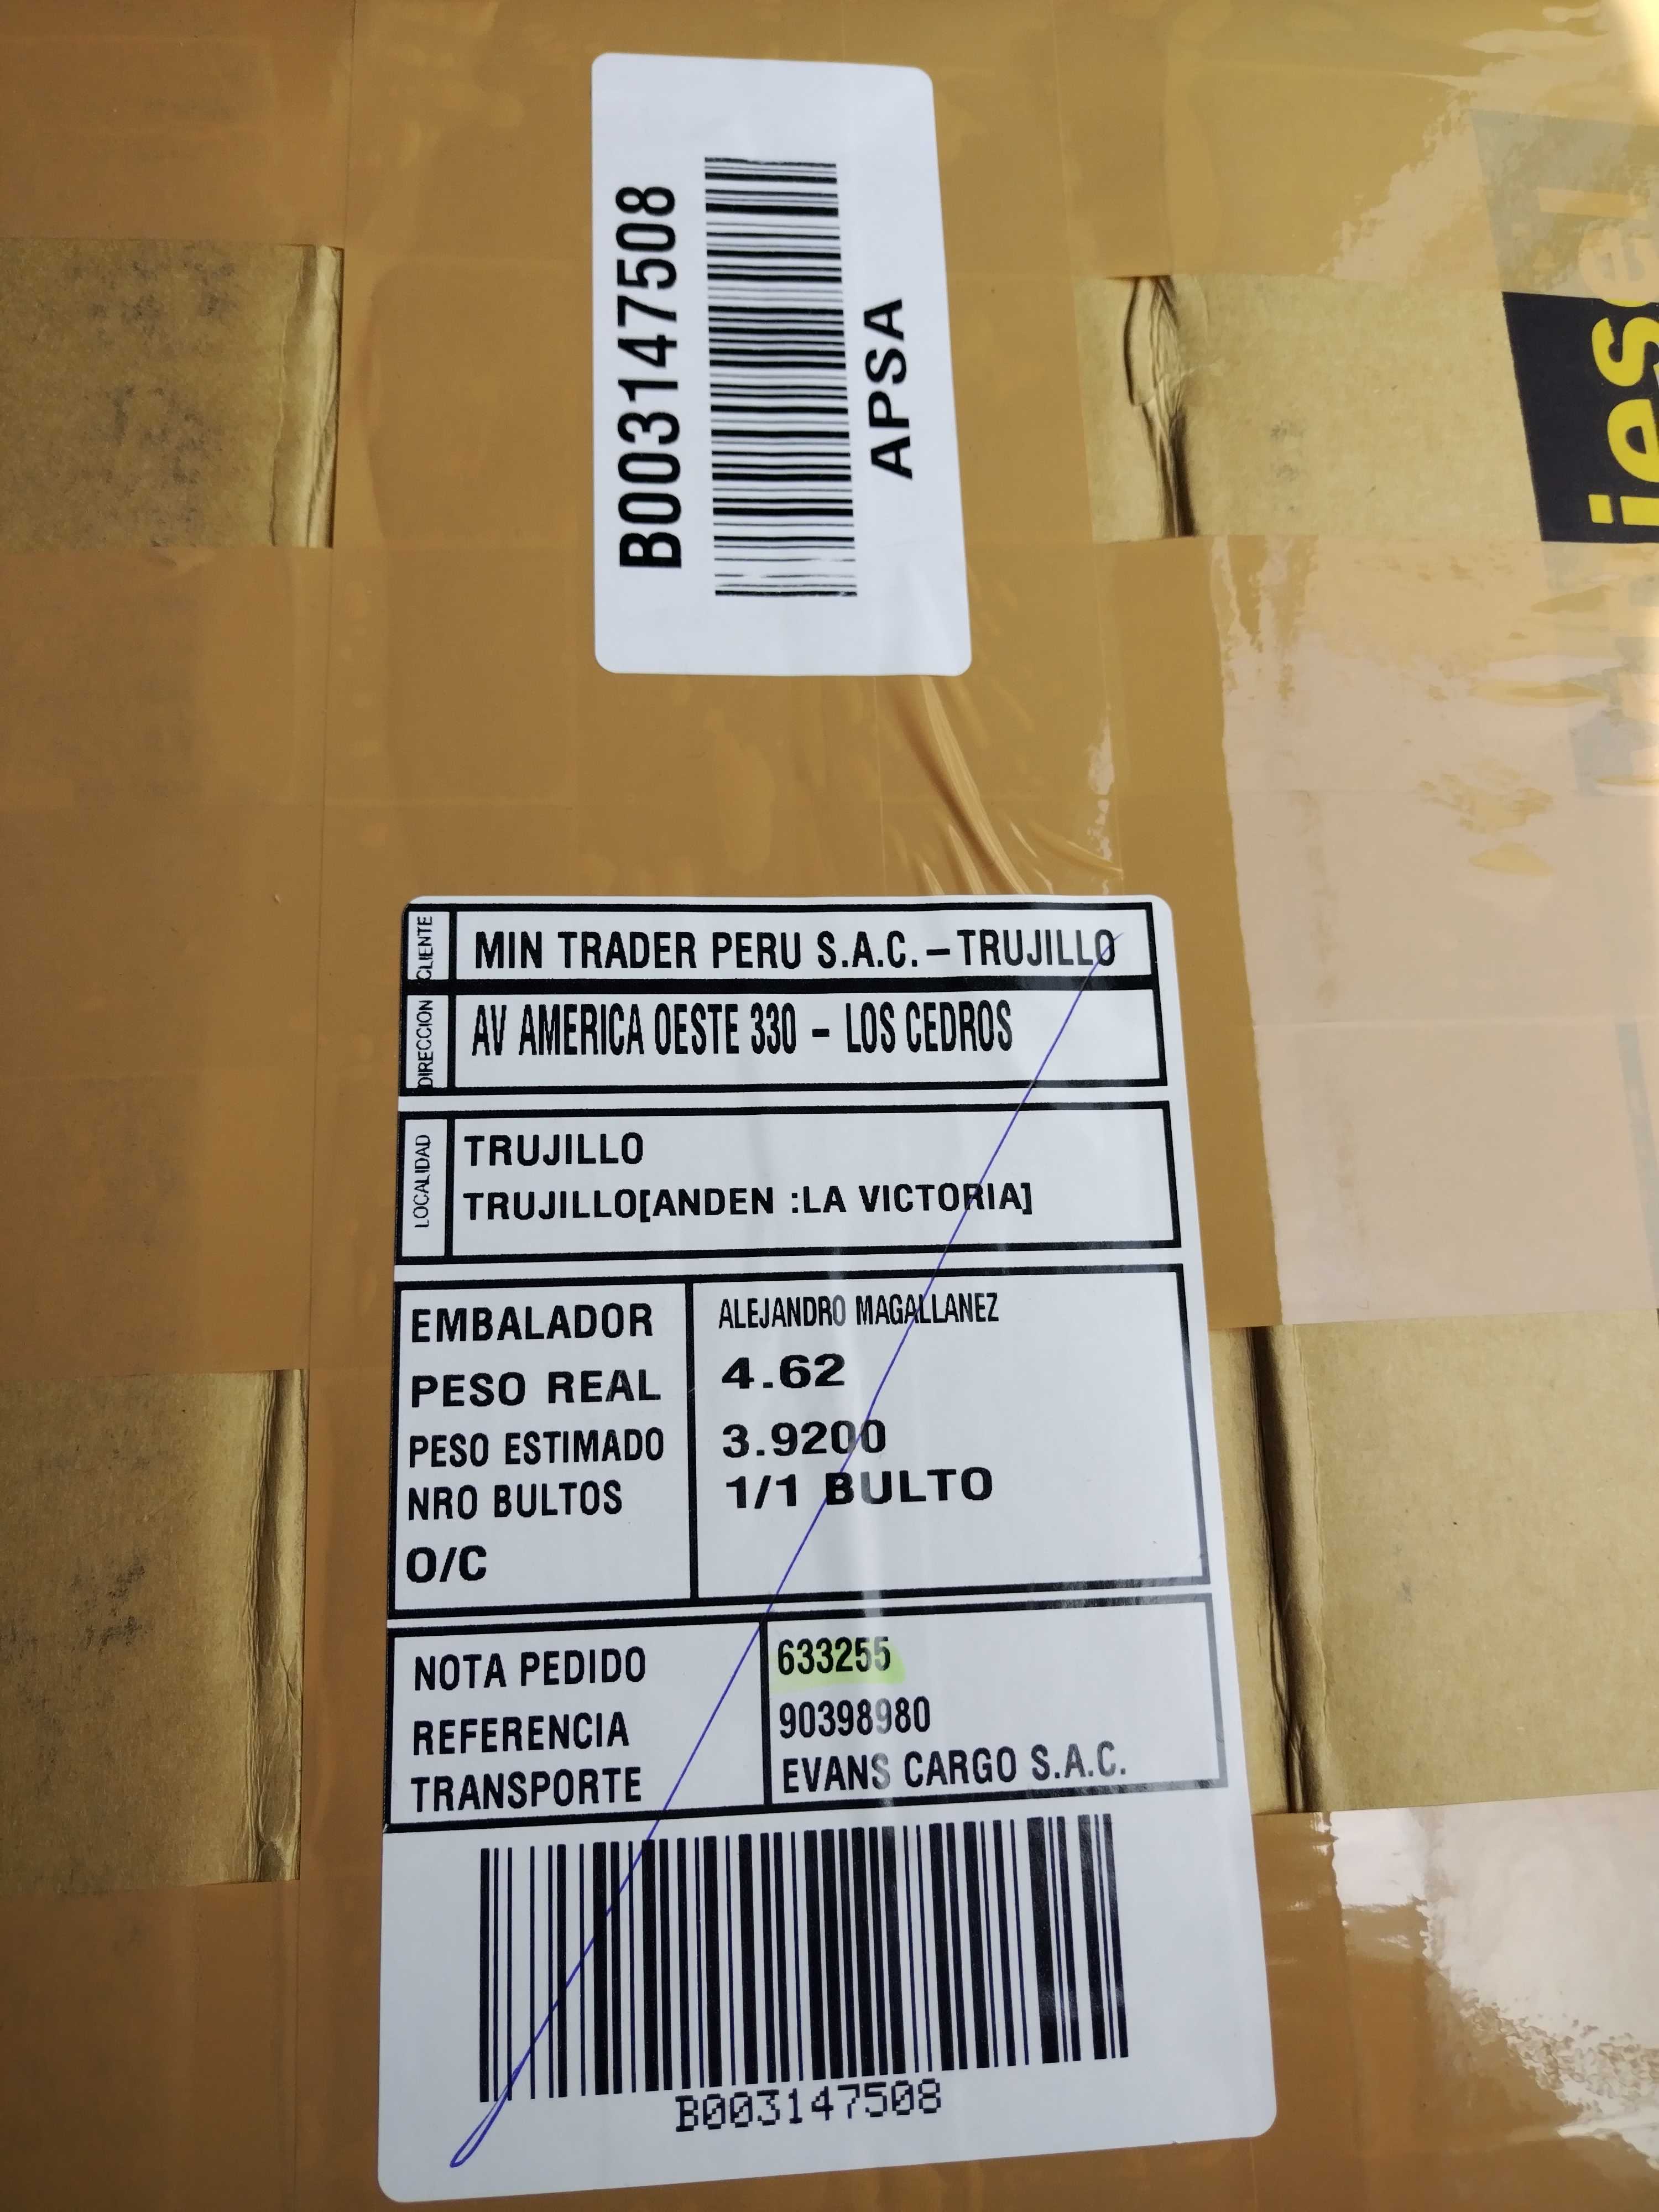 B003147508
APSA
iesel
CLIENTE
MIN TRADER PERU S.A.C. – TRUJILLO
DIRECCION
AV AMERICA OESTE 330 - LOS CEDROS
LOCALIDAD
TRUJILLO
TRUJILLO[ANDEN :LA VICTORIA]
EMBALADOR ALEJANDRO MAGALLANEZ
PESO REAL 4.62
PESO ESTIMADO 3.9200
NRO BULTOS 1/1 BULTO
O/C
NOTA PEDIDO 633255
REFERENCIA 90398980
TRANSPORTE EVANS CARGO S.A.C.
B003147508